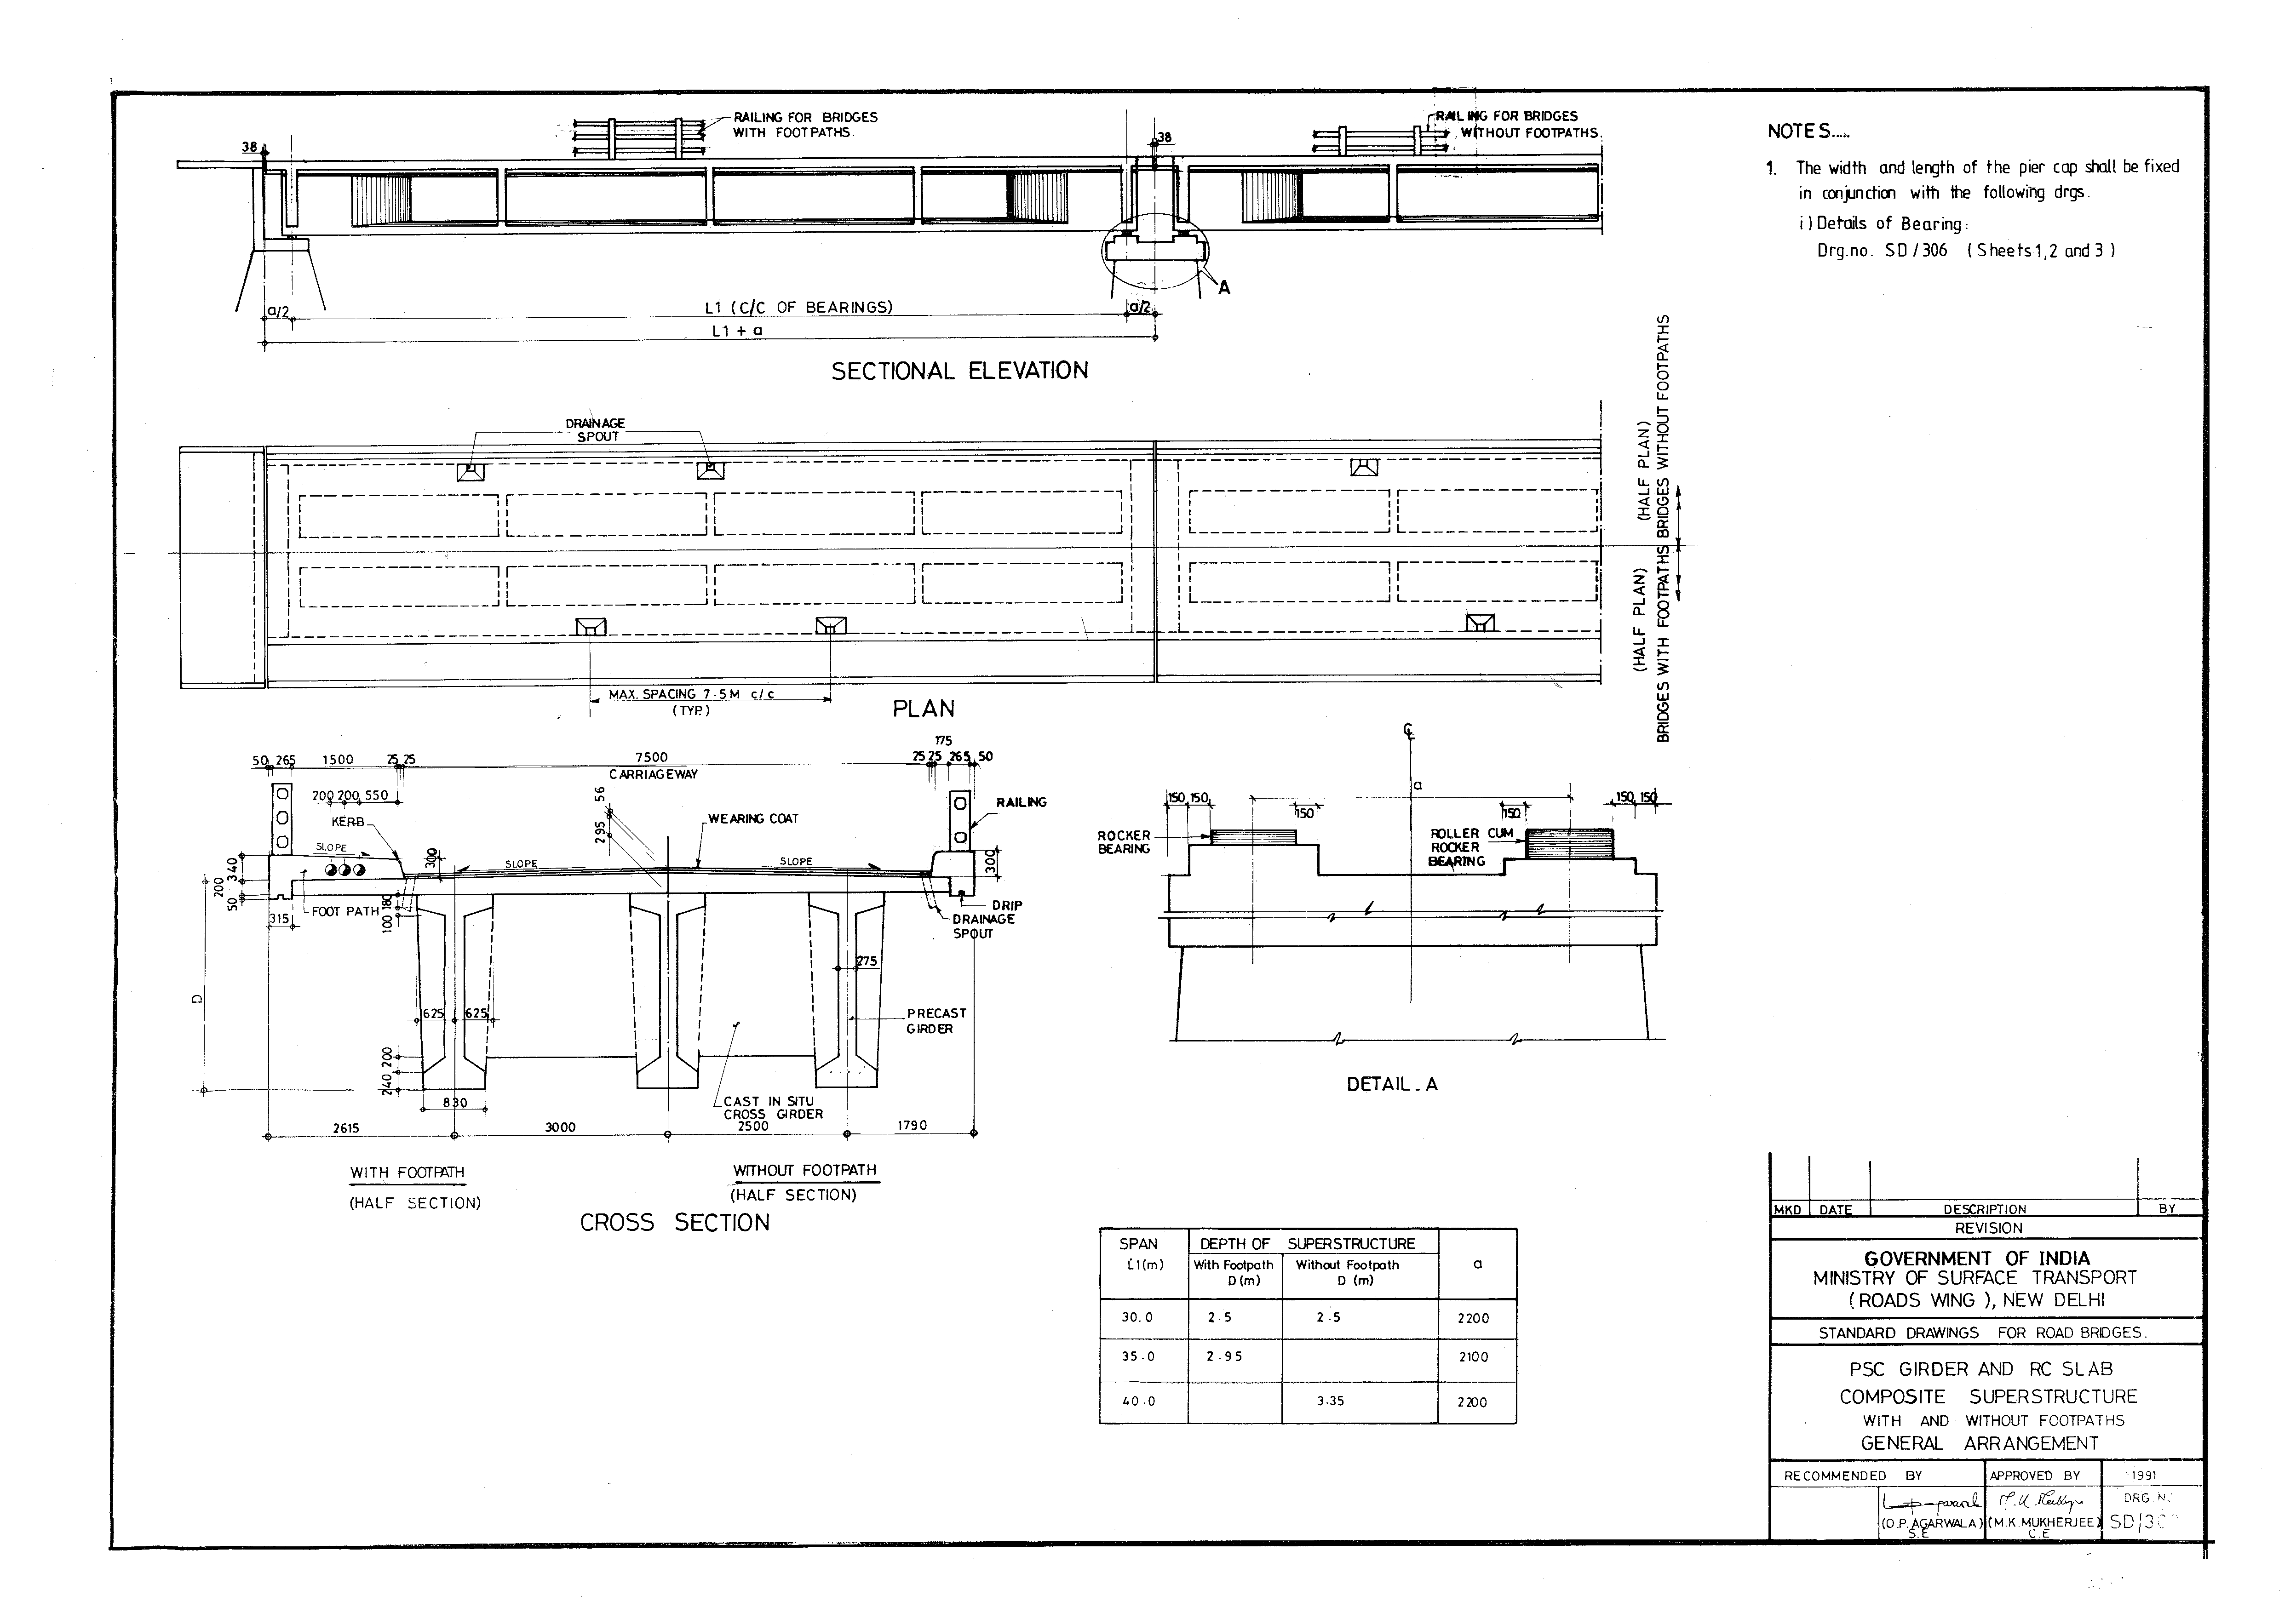 RAILING FOR BRIDGES
WITH FOOTPATHS.
RAILING FOR BRIDGES
WITHOUT FOOTPATHS.
38
38
A
a/2
L1 (C/C OF BEARINGS)
a/2
L1 + a
SECTIONAL ELEVATION
NOTES.....
1. The width and length of the pier cap shall be fixed
in conjunction with the following drgs.
i) Details of Bearing:
Drg.no. SD/306 (Sheets 1,2 and 3)
DRAINAGE
SPOUT
MAX. SPACING 7.5M c/c
(TYP.)
PLAN
(HALF PLAN)
BRIDGES WITHOUT FOOTPATHS
(HALF PLAN)
BRIDGES WITH FOOTPATHS
50 265 1500 25 25 7500 25 25 175 265 50
CARRIAGEWAY
200 200 550
KERB
SLOPE
300
SLOPE
56
295
WEARING COAT
SLOPE
RAILING
300
340
200
50
315
FOOT PATH
180
100
DRIP
DRAINAGE
SPOUT
D
275
625 625
PRECAST
GIRDER
200
240
830
CAST IN SITU
CROSS GIRDER
2615 3000 2500 1790
WITH FOOTPATH
(HALF SECTION)
WITHOUT FOOTPATH
(HALF SECTION)
CROSS SECTION
C
L
a
150 150 150 150 150 150
ROCKER
BEARING
ROLLER CUM
ROCKER
BEARING
DETAIL - A
SPAN DEPTH OF SUPERSTRUCTURE a
L1(m) With Footpath Without Footpath
D (m) D (m)
30.0 2.5 2.5 2200
35.0 2.95 2100
40.0 3.35 2200
MKD DATE DESCRIPTION BY
REVISION
GOVERNMENT OF INDIA
MINISTRY OF SURFACE TRANSPORT
(ROADS WING), NEW DELHI
STANDARD DRAWINGS FOR ROAD BRIDGES.
PSC GIRDER AND RC SLAB
COMPOSITE SUPERSTRUCTURE
WITH AND WITHOUT FOOTPATHS
GENERAL ARRANGEMENT
RECOMMENDED BY APPROVED BY 1991
DRG. N
(O.P. AGARWALA) (M.K. MUKHERJEE)
S.E C.E